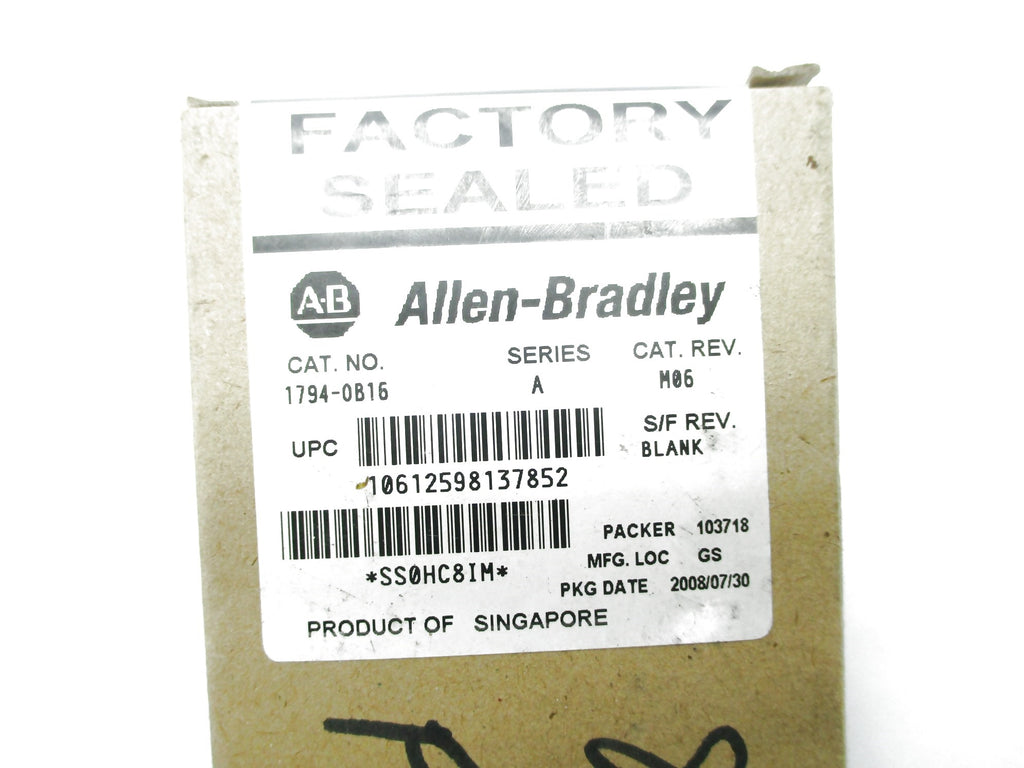 FACTORY
SEALED
A-B Allen-Bradley
CAT. NO. SERIES CAT. REV.
1794-OB16 A M06
UPC S/F REV.
BLANK
10612598137852
PACKER 103718
*SS0HC8IM* MFG. LOC GS
PKG DATE 2008/07/30
PRODUCT OF SINGAPORE